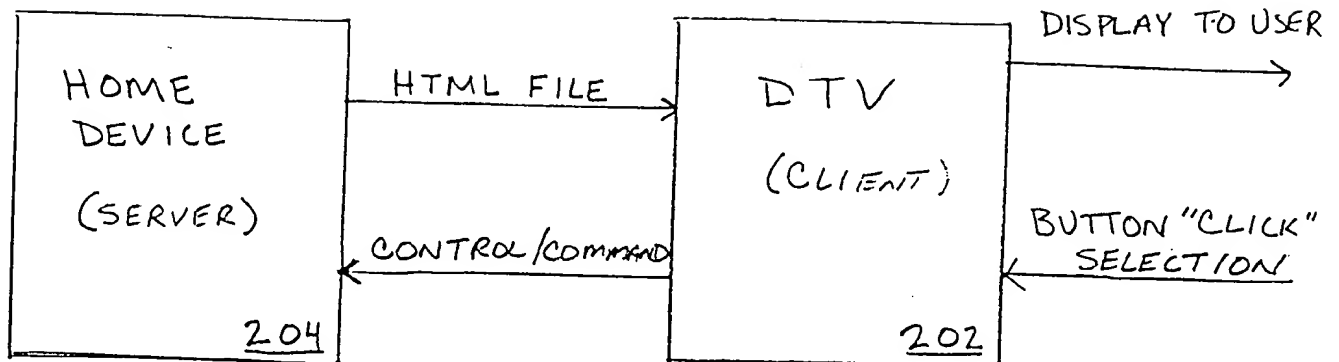 DISPLAY TO USER
HOME
DEVICE
(SERVER)
204
HTML FILE
CONTROL/COMMAND
DTV
(CLIENT)
202
BUTTON "CLICK"
SELECTION